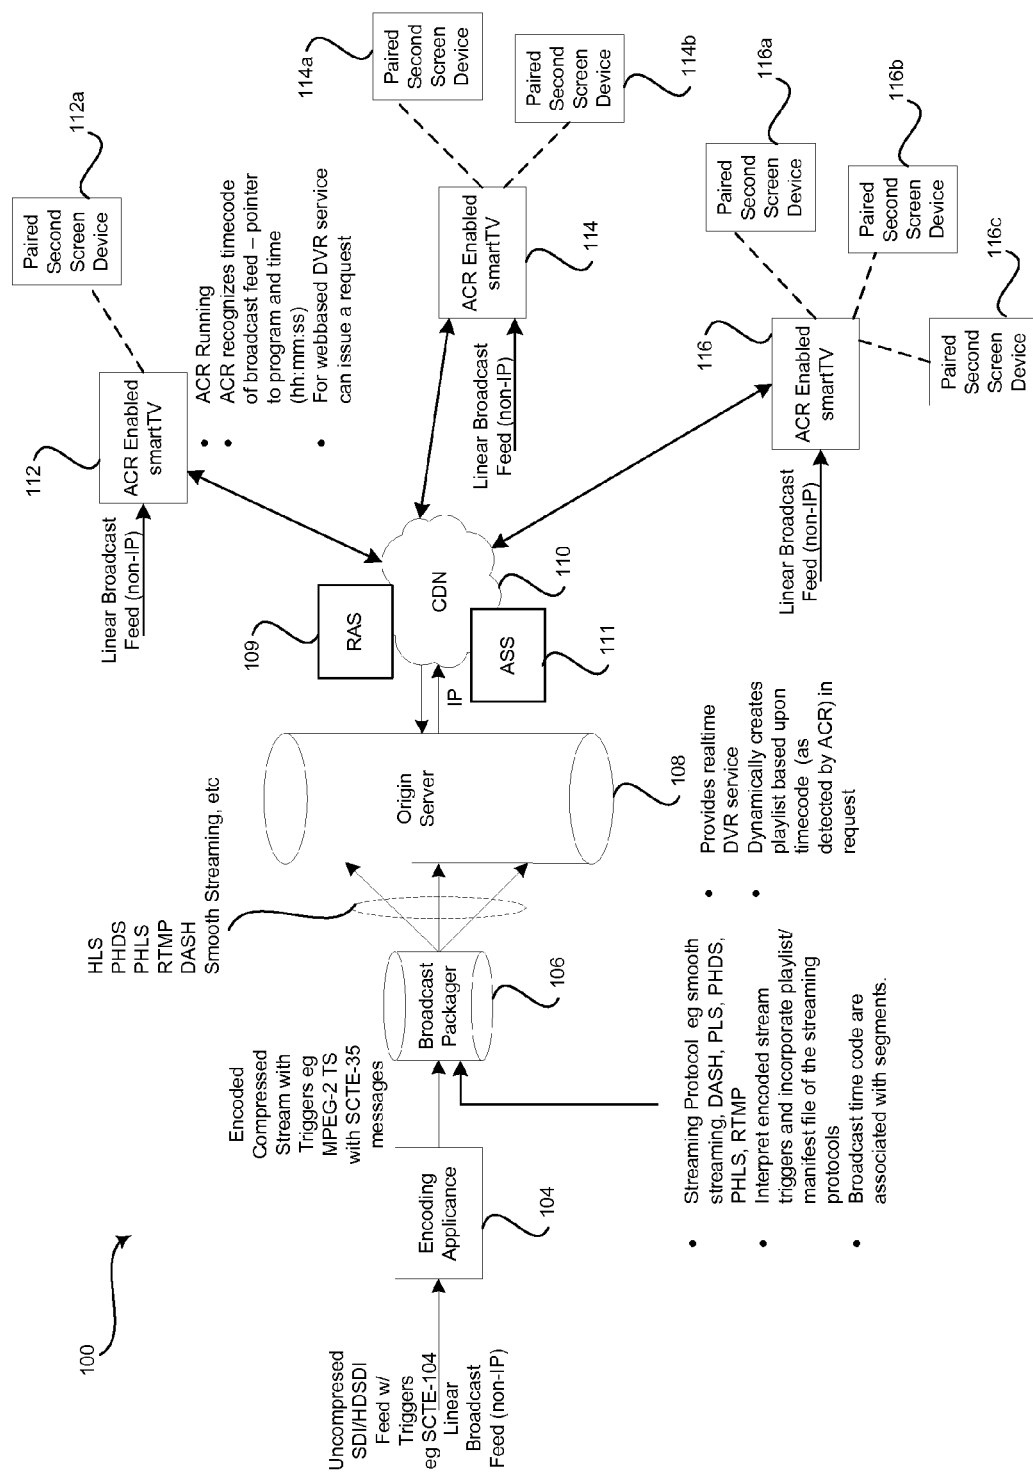 100
Uncompresed
SDI/HDSDI
Feed w/
Triggers
eg SCTE-104
Linear
Broadcast
Feed (non-IP)
Encoding
Applicance
104
Encoded
Compressed
Stream with
Triggers eg
MPEG-2 TS
with SCTE-35
messages
Broadcast
Packager
106
• Streaming Protocol eg smooth
streaming, DASH, PLS, PHDS,
PHLS, RTMP
• Interpret encoded stream
triggers and incorporate playlist/
manifest file of the streaming
protocols
• Broadcast time code are
associated with segments.
HLS
PHDS
PHLS
RTMP
DASH
Smooth Streaming, etc
Origin
Server
108
• Provides realtime
DVR service
• Dynamically creates
playlist based upon
timecode (as
detected by ACR) in
request
IP
109
RAS
CDN
110
ASS
111
Linear Broadcast
Feed (non-IP)
112
ACR Enabled
smartTV
Paired
Second
Screen
Device
112a
• ACR Running
• ACR recognizes timecode
of broadcast feed – pointer
to program and time
(hh:mm:ss)
• For webbased DVR service
can issue a request
Linear Broadcast
Feed (non-IP)
ACR Enabled
smartTV
114
114a
Paired
Second
Screen
Device
Paired
Second
Screen
Device
114b
Linear Broadcast
Feed (non-IP)
116
ACR Enabled
smartTV
Paired
Second
Screen
Device
116a
Paired
Second
Screen
Device
116b
Paired
Second
Screen
Device
116c